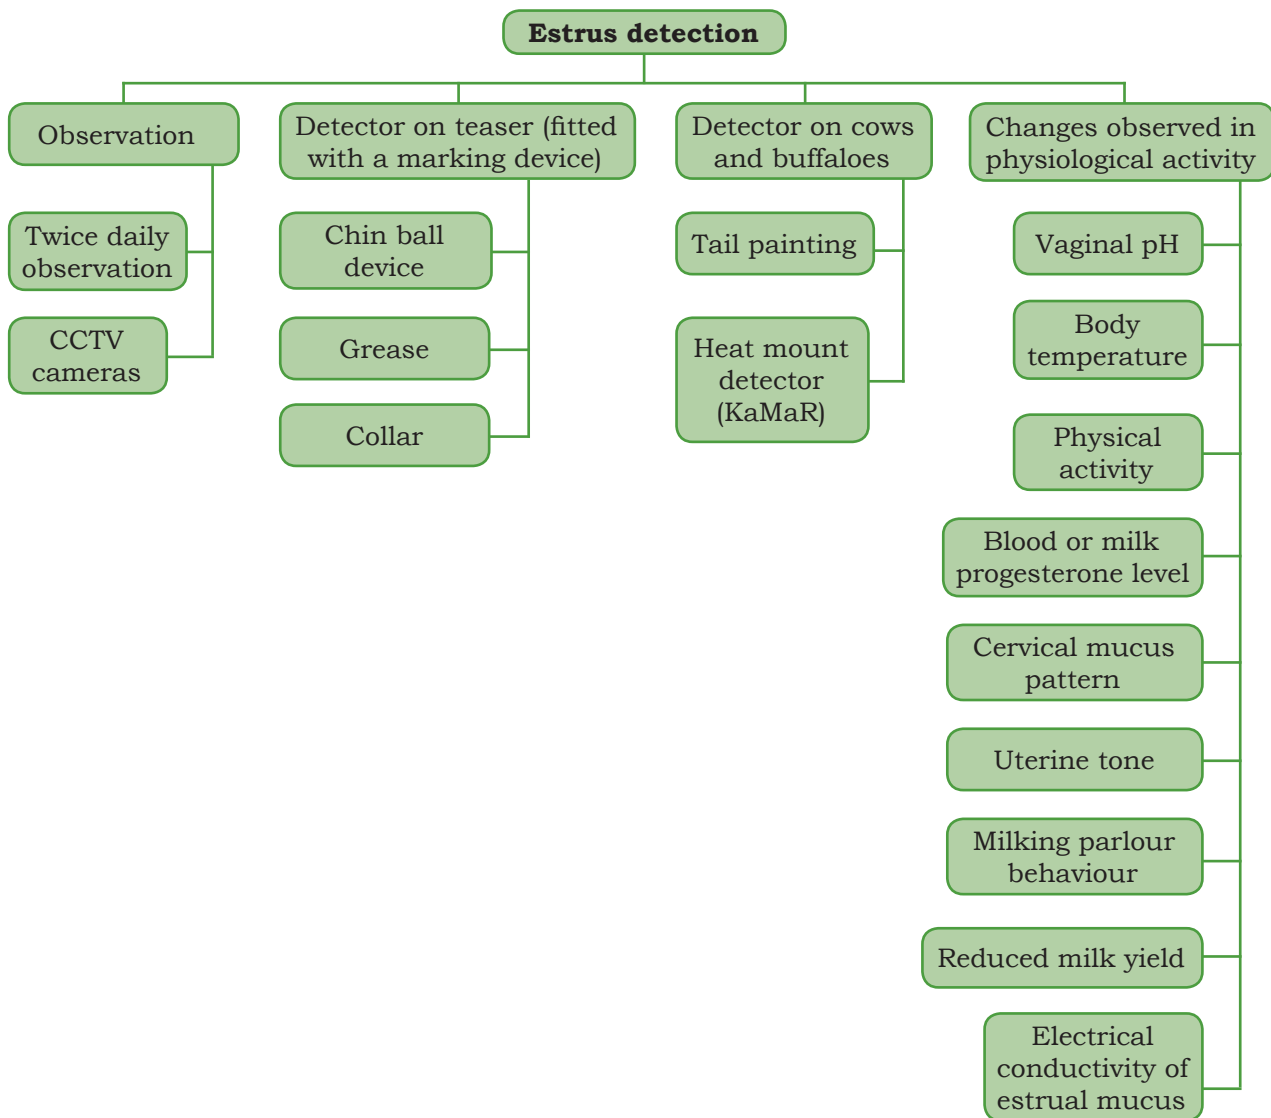 Estrus detection
Observation
Twice daily
observation
CCTV
cameras
Detector on teaser (fitted
with a marking device)
Chin ball
device
Grease
Collar
Detector on cows
and buffaloes
Tail painting
Heat mount
detector
(KaMaR)
Changes observed in
physiological activity
Vaginal pH
Body
temperature
Physical
activity
Blood or milk
progesterone level
Cervical mucus
pattern
Uterine tone
Milking parlour
behaviour
Reduced milk yield
Electrical
conductivity of
estrual mucus